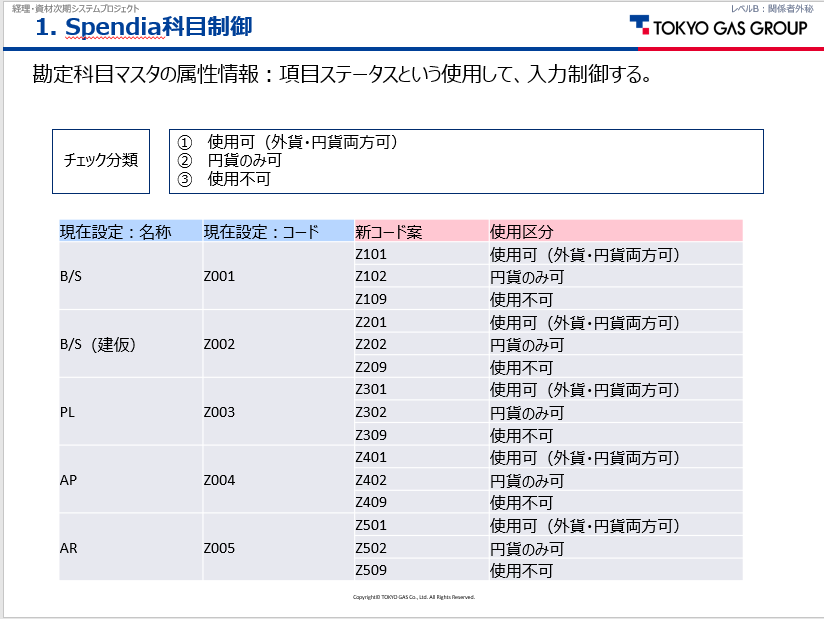 経理・資材次期システムプロジェクト
レベルB：関係者外秘
1. Spendia科目制御
TOKYO GAS GROUP
勘定科目マスタの属性情報：項目ステータスという使用して、入力制御する。
チェック分類
① 使用可（外貨・円貨両方可）
② 円貨のみ可
③ 使用不可
現在設定：名称 現在設定：コード 新コード案 使用区分
B/S Z001
Z101 使用可（外貨・円貨両方可）
Z102 円貨のみ可
Z109 使用不可
B/S（建仮） Z002
Z201 使用可（外貨・円貨両方可）
Z202 円貨のみ可
Z209 使用不可
PL Z003
Z301 使用可（外貨・円貨両方可）
Z302 円貨のみ可
Z309 使用不可
AP Z004
Z401 使用可（外貨・円貨両方可）
Z402 円貨のみ可
Z409 使用不可
AR Z005
Z501 使用可（外貨・円貨両方可）
Z502 円貨のみ可
Z509 使用不可
Copyright© TOKYO GAS Co., Ltd. All Rights Reserved.